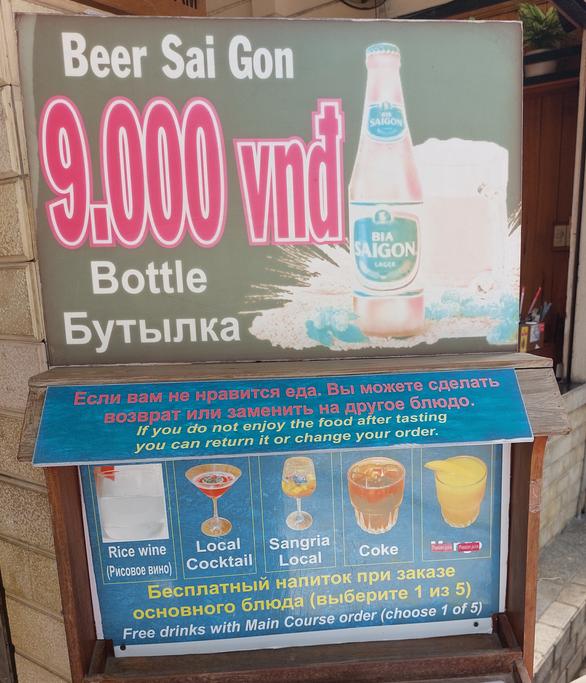 Beer Sai Gon
9.000 vnđ
Bottle
Бутылка
BIA
SAIGON
BIA
SAIGON
LAGER
Если вам не нравится еда. Вы можете сделать
возврат или заменить на другое блюдо.
If you do not enjoy the food after tasting
you can return it or change your order.
Rice wine
(Рисовое вино)
Local
Cocktail
Sangria
Local
Coke
Бесплатный напиток при заказе
основного блюда (выберите 1 из 5)
Free drinks with Main Course order (choose 1 of 5)